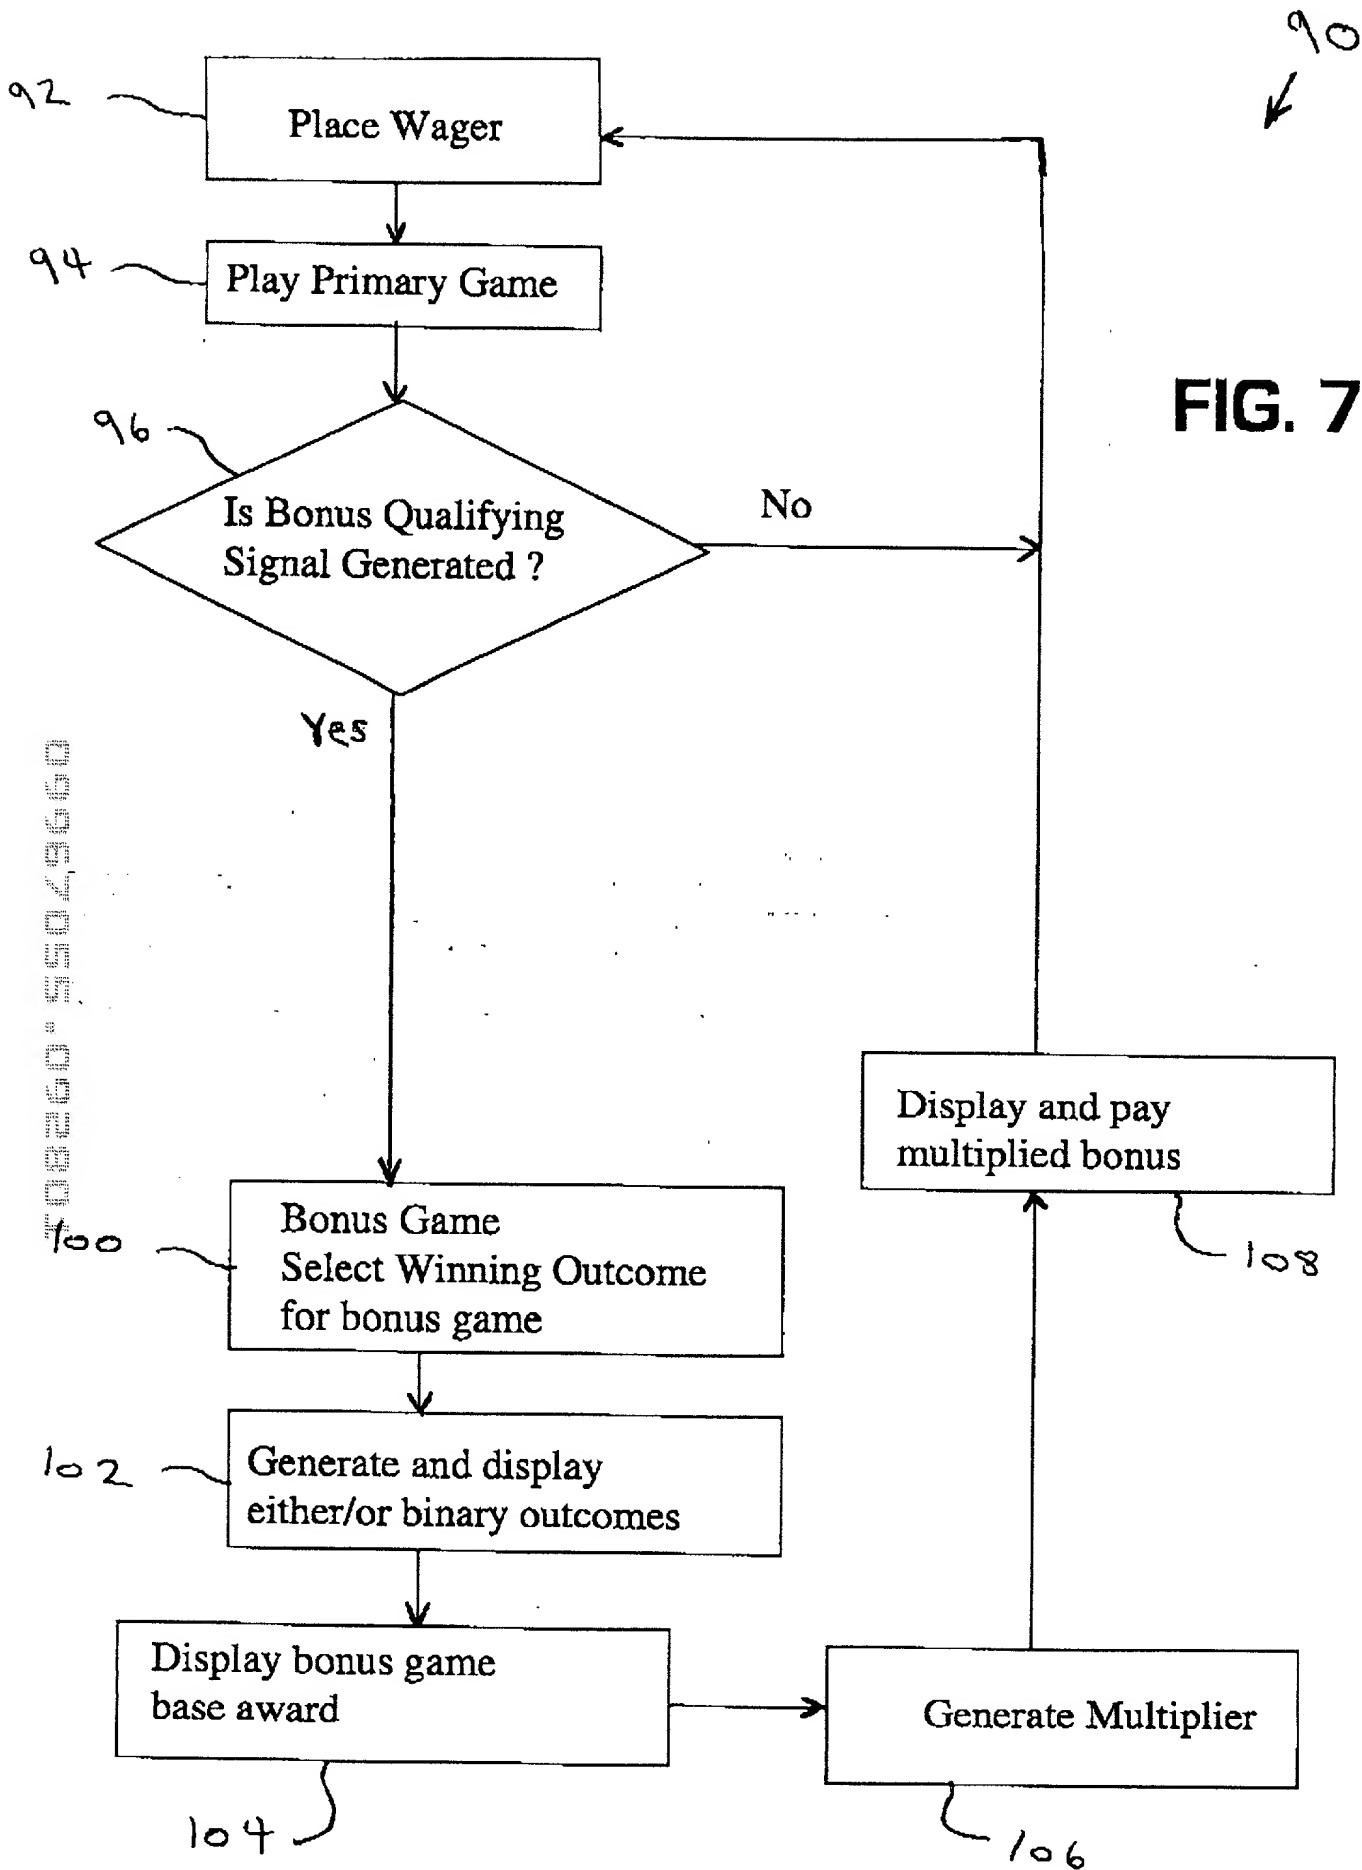 90
92
Place Wager
94
Play Primary Game
FIG. 7
96
Is Bonus Qualifying
Signal Generated ?
No
Yes
Display and pay
multiplied bonus
108
100
Bonus Game
Select Winning Outcome
for bonus game
102
Generate and display
either/or binary outcomes
Display bonus game
base award
Generate Multiplier
104
106